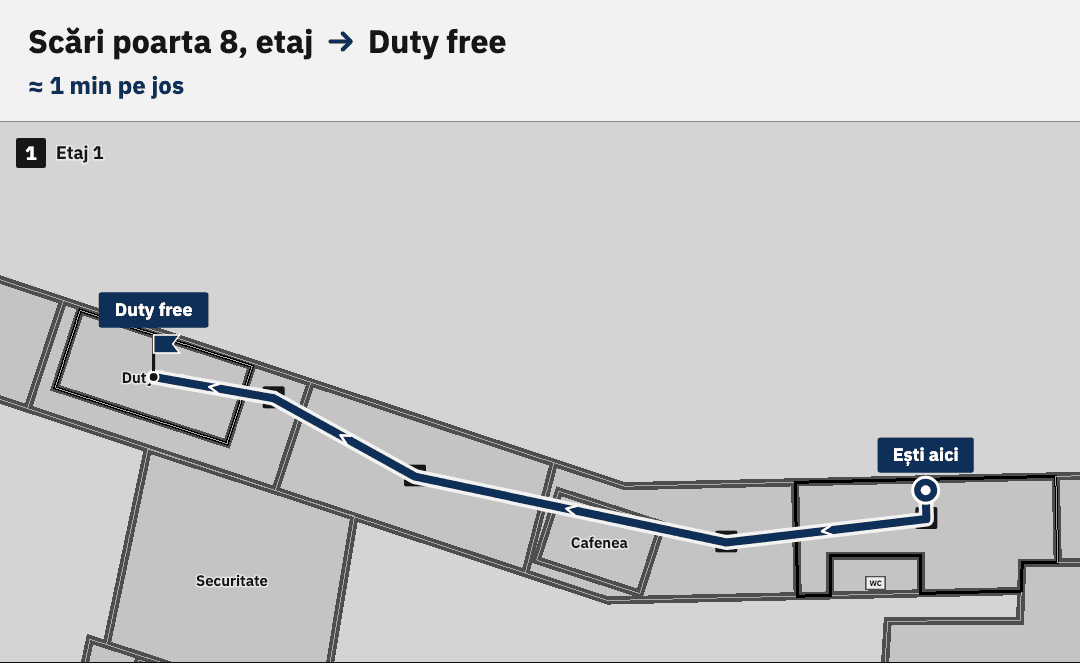 Scări poarta 8, etaj → Duty free
≈ 1 min pe jos
1 Etaj 1
Duty free
Ești aici
Cafenea
wc
Securitate